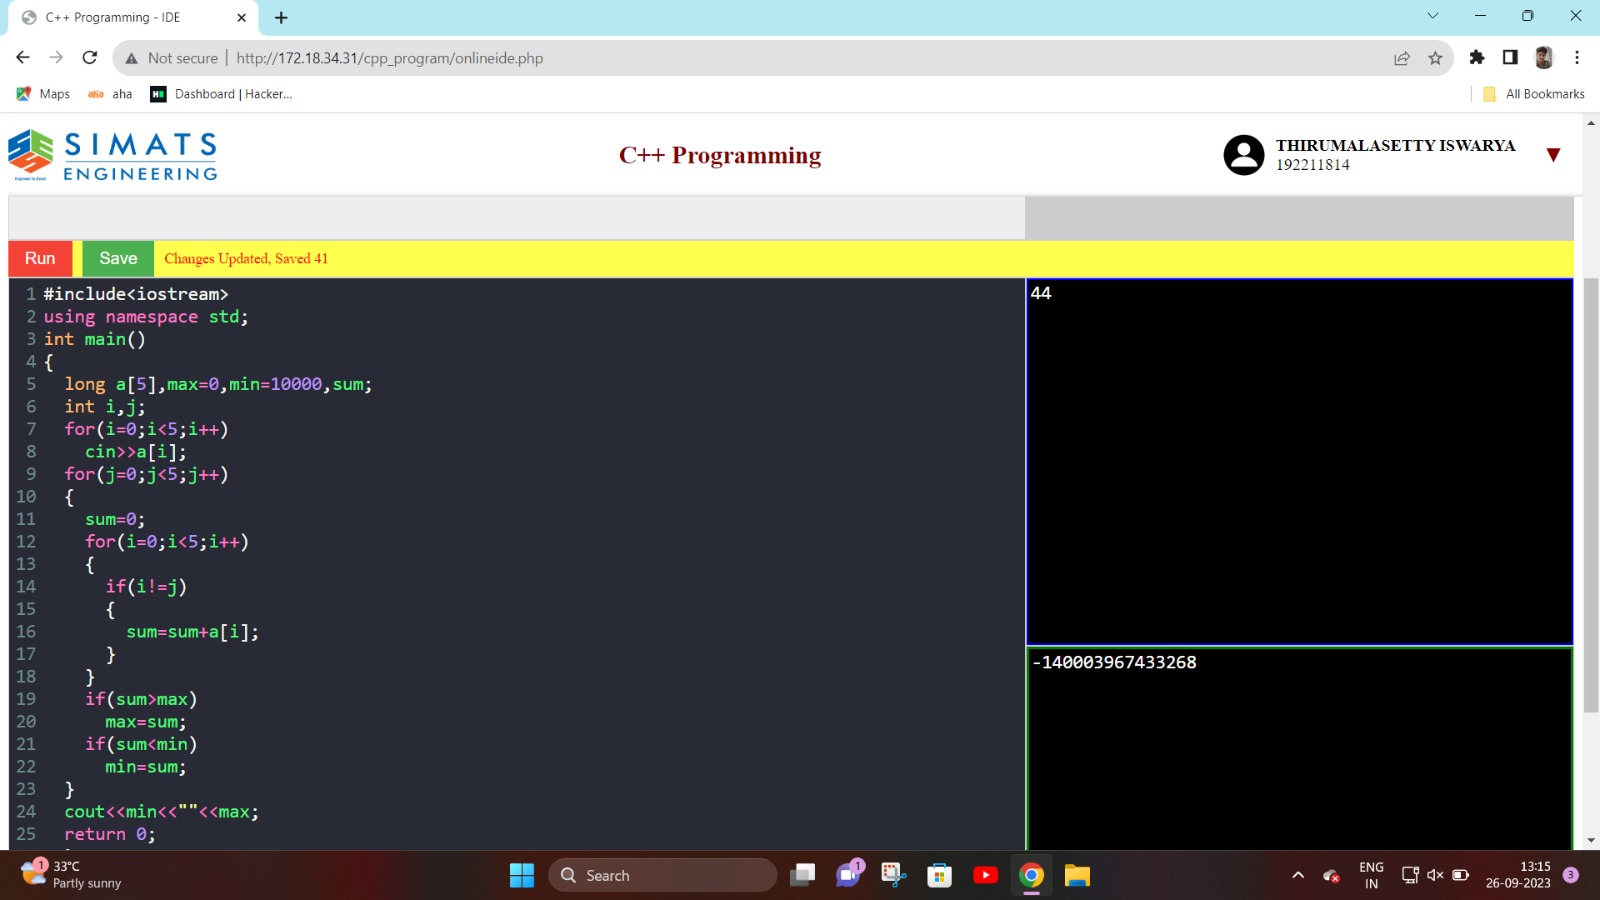 C++ Programming - IDE
Not secure | http://172.18.34.31/cpp_program/onlineide.php
Maps aha aha HR Dashboard | Hacker... All Bookmarks
SIMATS
ENGINEERING
C++ Programming
THIRUMALASETTY ISWARYA
192211814
Run Save Changes Updated, Saved 41
1 #include<iostream>
2 using namespace std;
3 int main()
4 {
5 long a[5],max=0,min=10000,sum;
6 int i,j;
7 for(i=0;i<5;i++)
8 cin>>a[i];
9 for(j=0;j<5;j++)
10 {
11 sum=0;
12 for(i=0;i<5;i++)
13 {
14 if(i!=j)
15 {
16 sum=sum+a[i];
17 }
18 }
19 if(sum>max)
20 max=sum;
21 if(sum<min)
22 min=sum;
23 }
24 cout<<min<<""<<max;
25 return 0;
44
-140003967433268
1
33°C
Partly sunny
Search
1
ENG
IN
13:15
26-09-2023
3